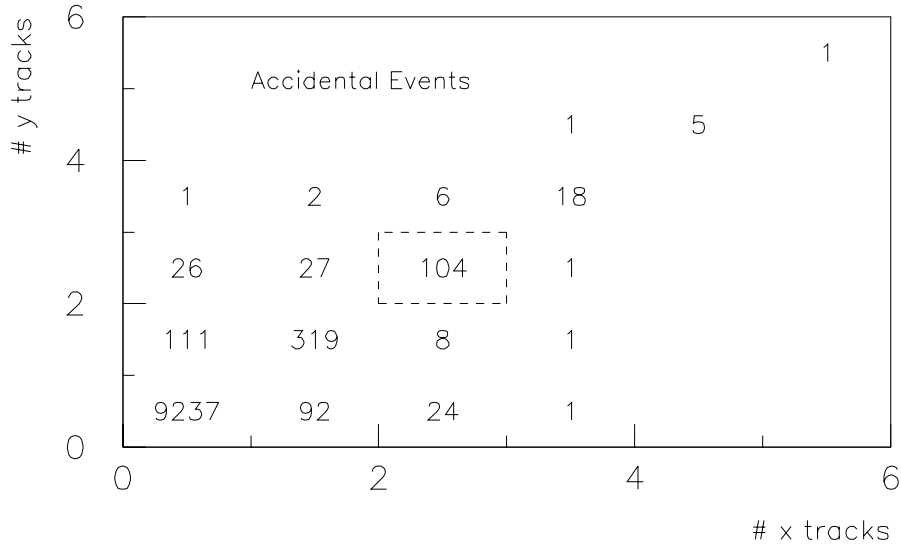 6
1
Accidental Events
1 5
4
1 2 6 18
26 27 104 1
2
111 319 8 1
9237 92 24 1
0
0 2 4 6
# x tracks
# y tracks